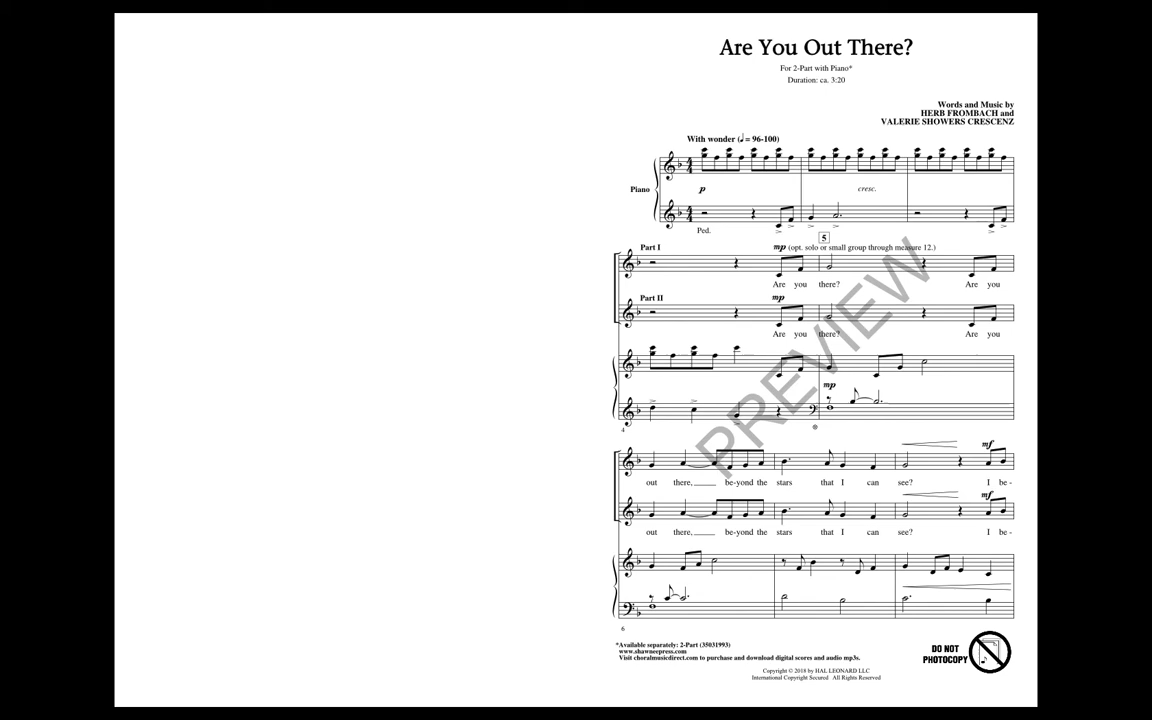 Are You Out There?
For 2-Part with Piano*
Duration: ca. 3:20
Words and Music by
HERB FROMBACH and
VALERIE SHOWERS CRESCENZ
With wonder (♩ = 96-100)
Piano
p
cresc.
Ped.
5
Part I
mp (opt. solo or small group through measure 12.)
Are you there? Are you
Part II
mp
Are you there? Are you
mp
4
PREVIEW
mf
out there, ____ be-yond the stars that I can see? I be-
mf
out there, ____ be-yond the stars that I can see? I be-
6
*Available separately: 2-Part (35031993)
www.shawneepress.com
Visit choralmusicdirect.com to purchase and download digital scores and audio mp3s.
DO NOT
PHOTOCOPY
Copyright © 2018 by HAL LEONARD LLC
International Copyright Secured All Rights Reserved